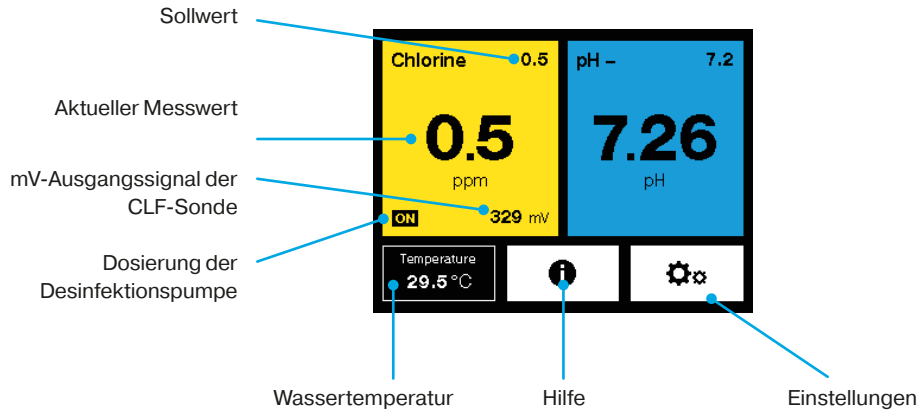 Sollwert
Chlorine 0.5
pH – 7.2
Aktueller Messwert
0.5
7.26
ppm
pH
mV-Ausgangssignal der
CLF-Sonde
ON
329 mV
Dosierung der
Desinfektionspumpe
Temperature
29.5°C
Wassertemperatur
Hilfe
Einstellungen